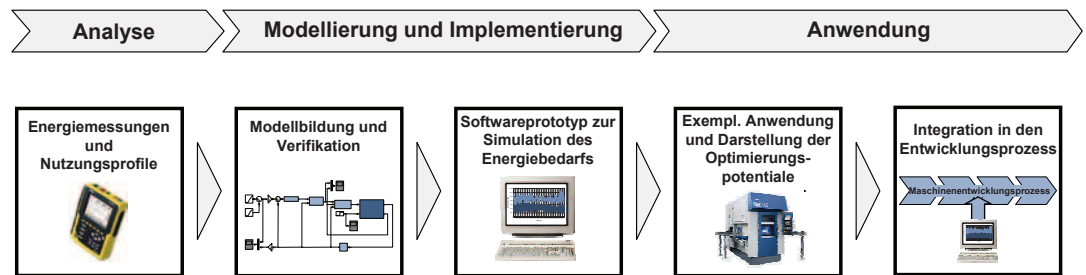 Analyse
Modellierung und Implementierung
Anwendung
Energiemessungen
und
Nutzungsprofile
Modellbildung und
Verifikation
Softwareprototyp zur
Simulation des
Energiebedarfs
Exempl. Anwendung
und Darstellung der
Optimierungs-
potentiale
Integration in den
Entwicklungsprozess
Maschinenentwicklungsprozess